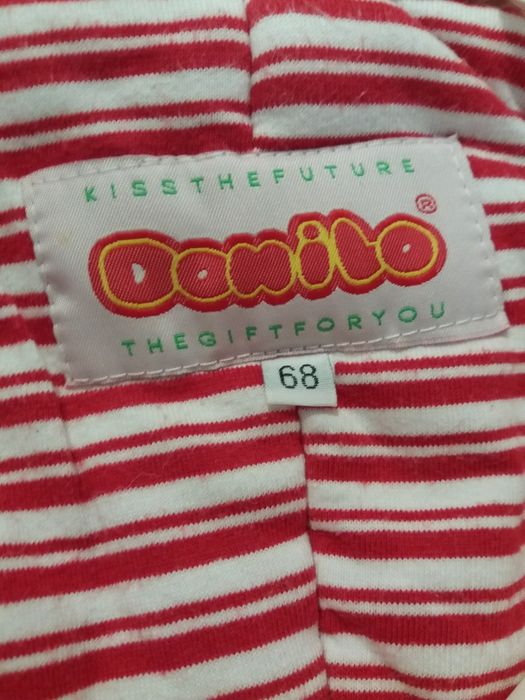 KISSTHEFUTURE
Danilo®
THEGIFTFORYOU
68